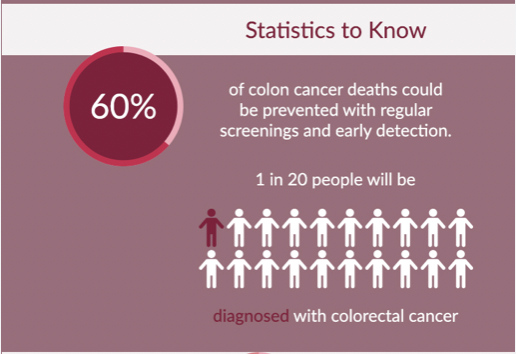 Statistics to Know
60%
of colon cancer deaths could
be prevented with regular
screenings and early detection.
1 in 20 people will be
diagnosed with colorectal cancer